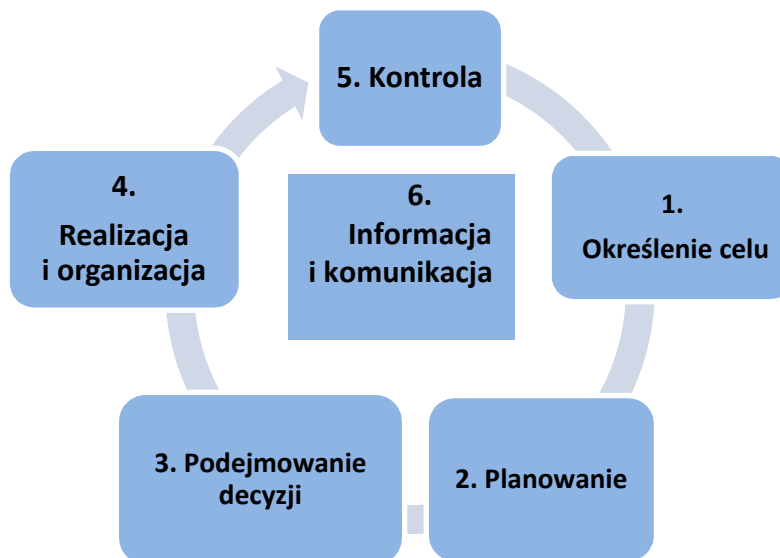 5. Kontrola
4.
Realizacja
i organizacja
6.
Informacja
i komunikacja
1.
Określenie celu
3. Podejmowanie
decyzji
2. Planowanie